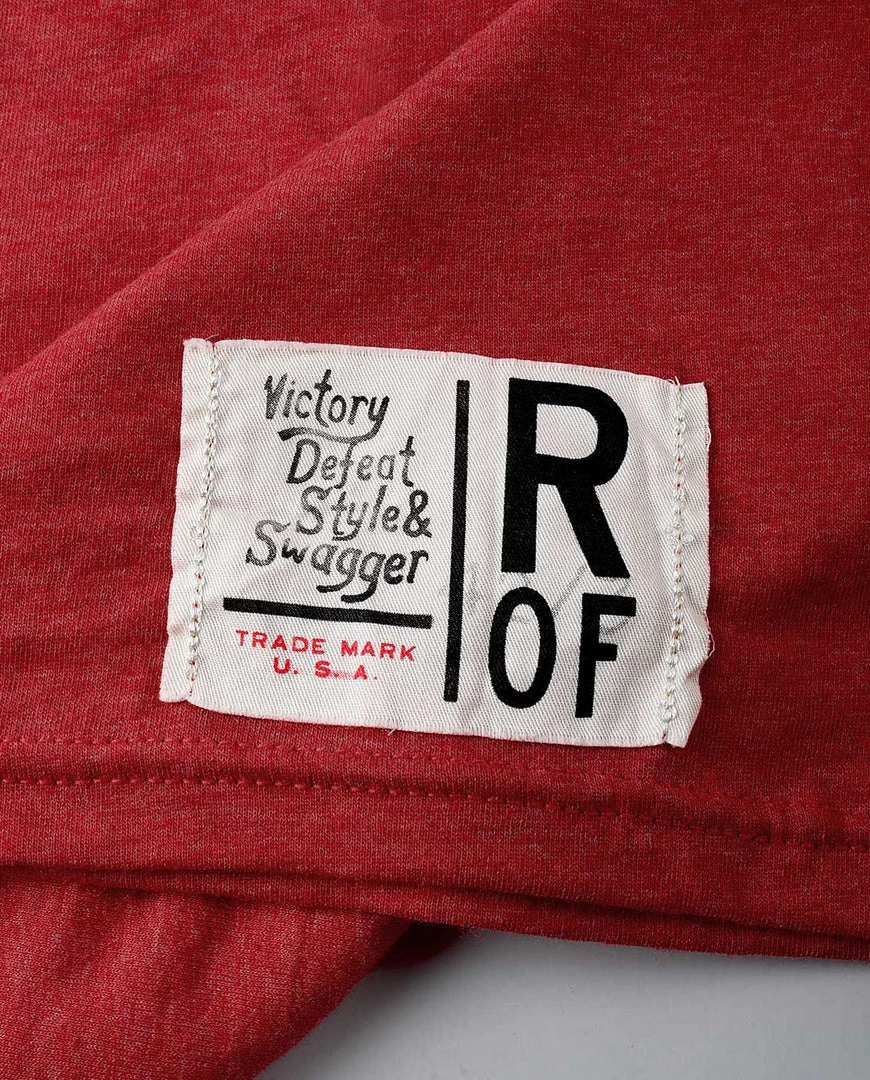 Victory
Defeat
Style &
Swagger
TRADE MARK
U. S. A.
R
OF